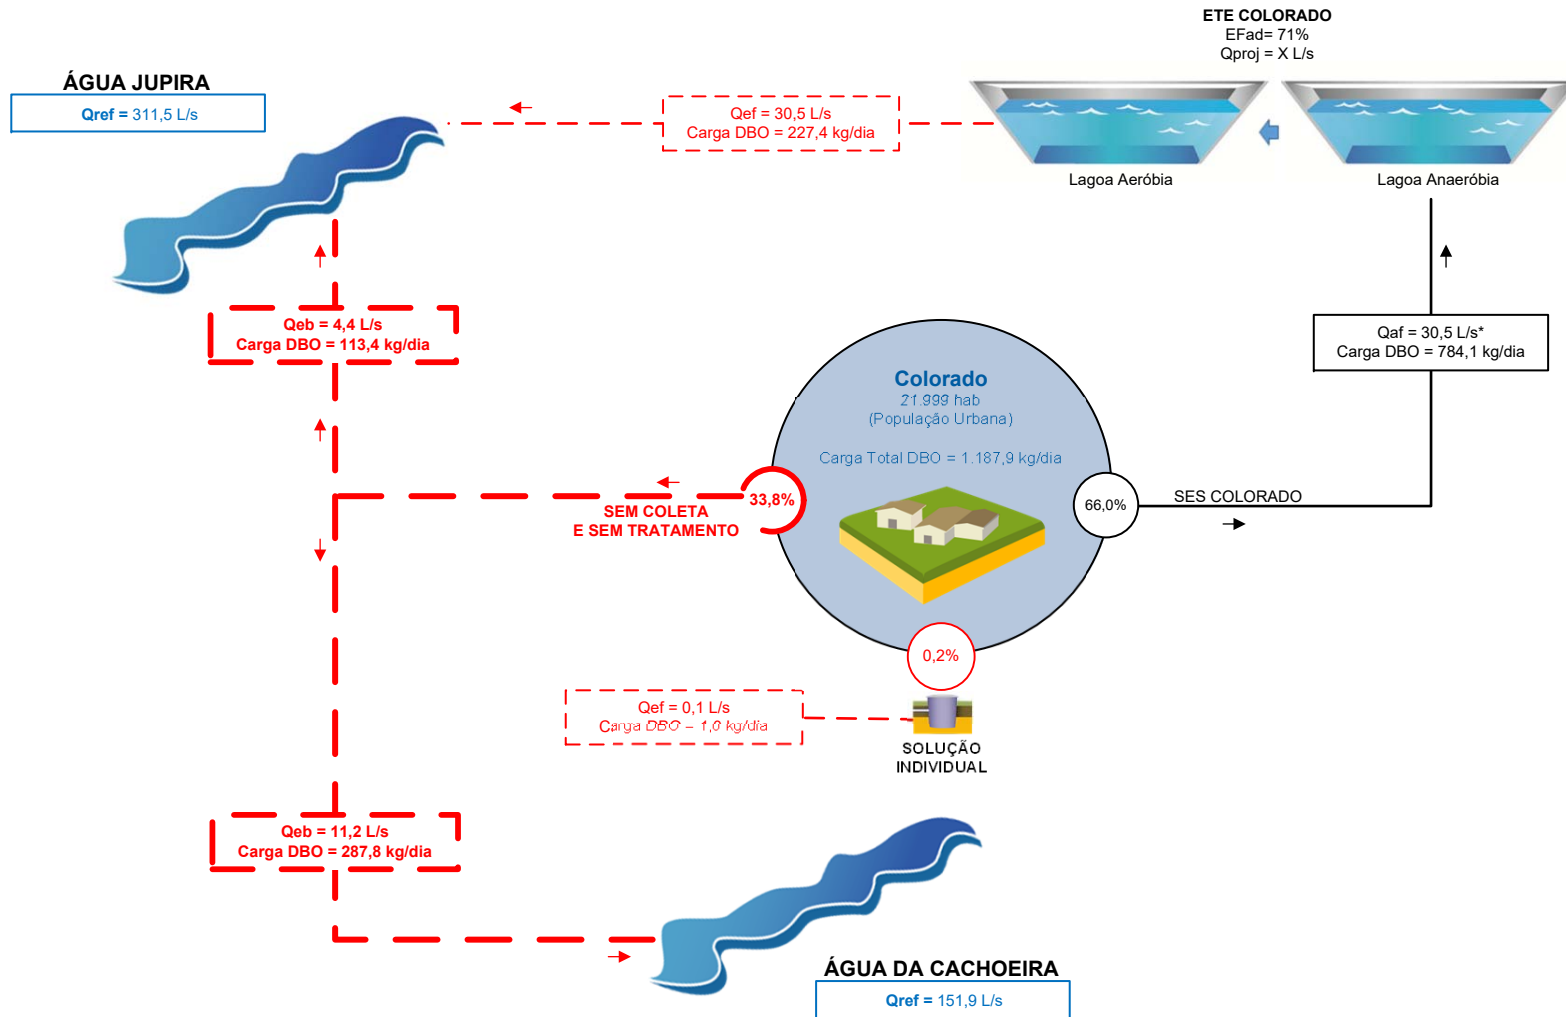 ETE COLORADO
EFad= 71%
Qproj = X L/s
ÁGUA JUPIRA
Qref = 311,5 L/s
Qef = 30,5 L/s
Carga DBO = 227,4 kg/dia
Lagoa Aeróbia
Lagoa Anaeróbia
Qeb = 4,4 L/s
Carga DBO = 113,4 kg/dia
Qaf = 30,5 L/s*
Carga DBO = 784,1 kg/dia
Colorado
21.999 hab
(População Urbana)
Carga Total DBO = 1.187,9 kg/dia
33,8%
SEM COLETA
E SEM TRATAMENTO
66,0%
SES COLORADO
0,2%
Qef = 0,1 L/s
Carga DBO = 1,0 kg/dia
SOLUÇÃO
INDIVIDUAL
Qeb = 11,2 L/s
Carga DBO = 287,8 kg/dia
ÁGUA DA CACHOEIRA
Qref = 151,9 L/s